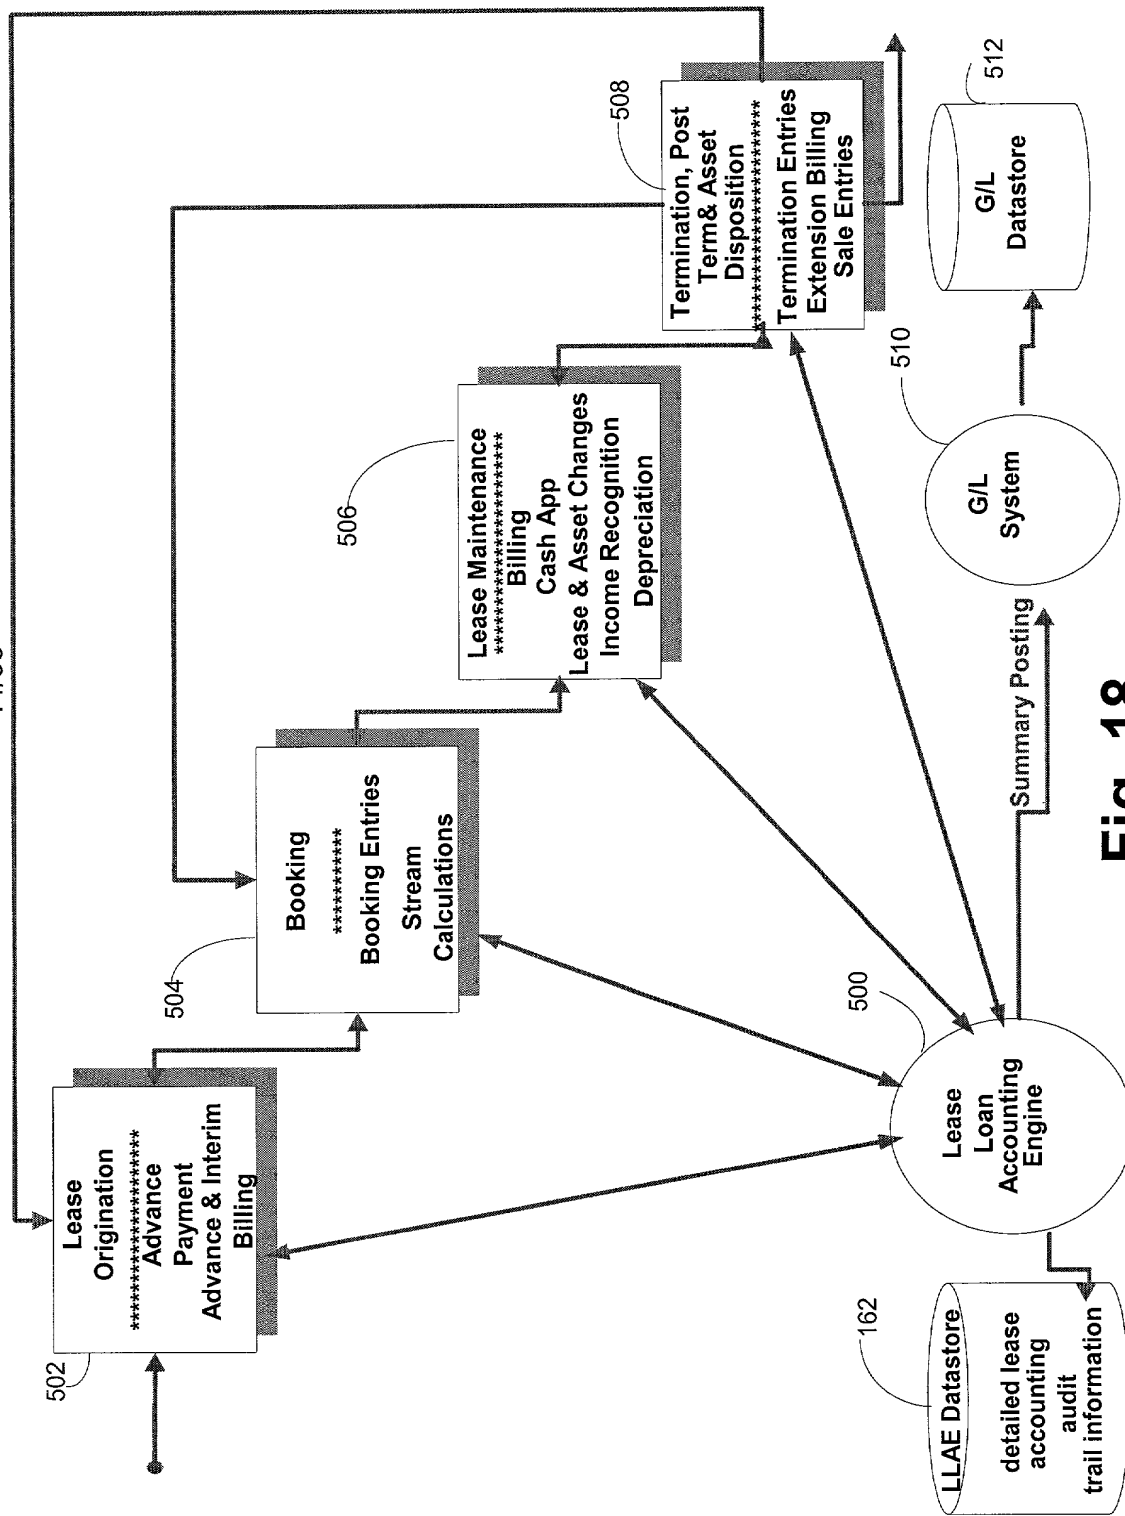 502
Lease
Origination
**********************
Advance
Payment
Advance & Interim
Billing
504
Booking
***********
Booking Entries
Stream
Calculations
506
Lease Maintenance
**********************
Billing
Cash App
Lease & Asset Changes
Income Recognition
Depreciation
508
Termination, Post
Term& Asset
Disposition
**********************
Termination Entries
Extension Billing
Sale Entries
162
LLAE Datastore
detailed lease
accounting
audit
trail information
500
Lease
Loan
Accounting
Engine
Summary Posting
510
G/L
System
512
G/L
Datastore
Fig. 18